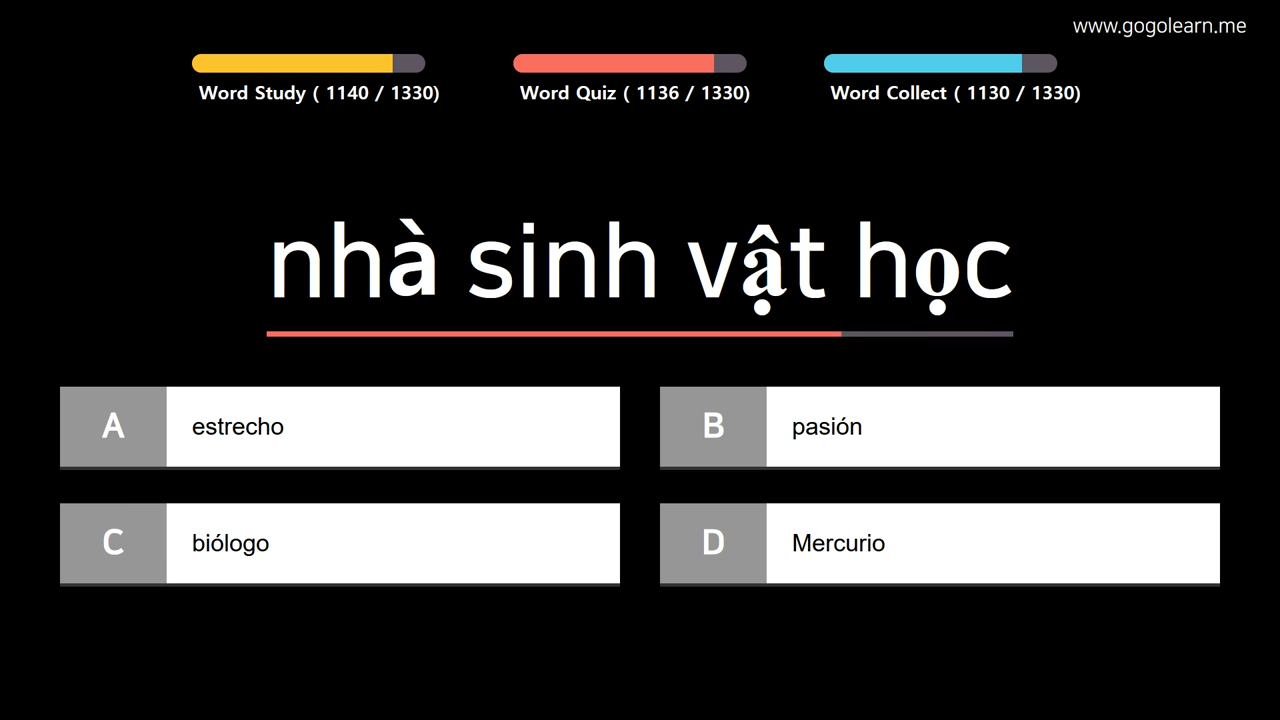 www.gogolearn.me
Word Study ( 1140 / 1330)
Word Quiz ( 1136 / 1330)
Word Collect ( 1130 / 1330)
nhà sinh vật học
A estrecho
B pasión
C biólogo
D Mercurio